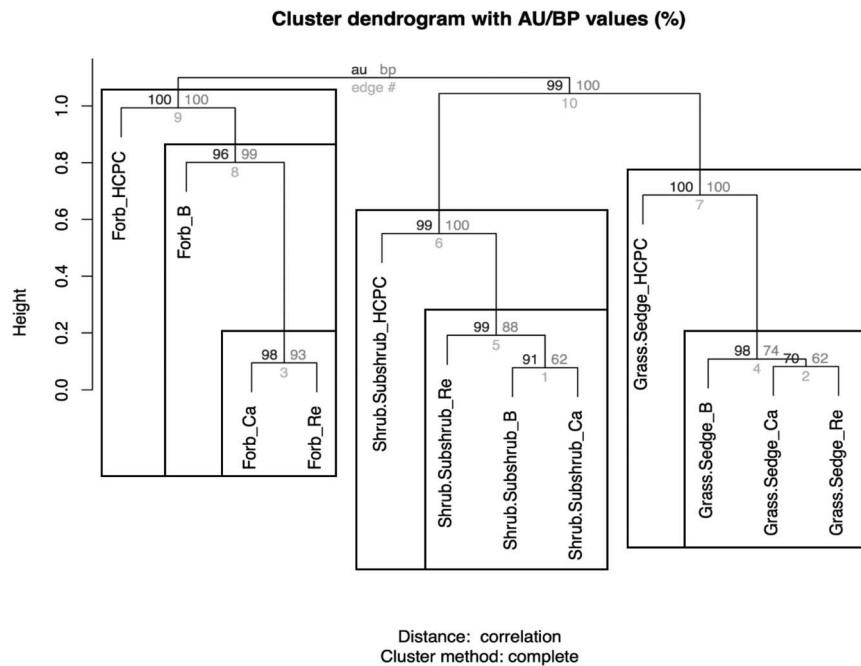 Cluster dendrogram with AU/BP values (%)
au bp
edge #
100 100
9
99 100
10
96 99
8
100 100
7
99 100
6
99 88
5
98 93
3
91 62
1
98 74
4
70 62
2
Height
1.0
0.8
0.6
0.4
0.2
0.0
Forb_HCPC
Forb_B
Forb_Ca
Forb_Re
Shrub.Subshrub_HCPC
Shrub.Subshrub_Re
Shrub.Subshrub_B
Shrub.Subshrub_Ca
Grass.Sedge_HCPC
Grass.Sedge_B
Grass.Sedge_Ca
Grass.Sedge_Re
Distance: correlation
Cluster method: complete